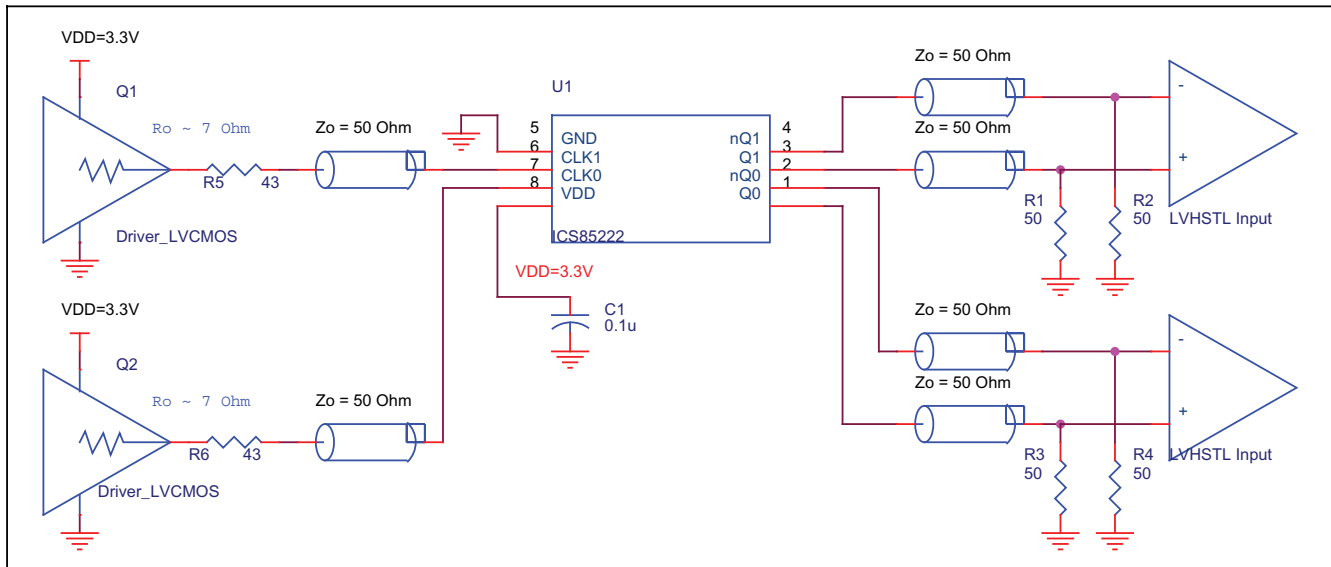 VDD=3.3V
Q1
Ro ~ 7 Ohm
R5 43
Driver_LVCMOS
Zo = 50 Ohm
VDD=3.3V
Q2
Ro ~ 7 Ohm
R6 43
Driver_LVCMOS
Zo = 50 Ohm
U1
5
6
7
8
GND
CLK1
CLK0
VDD
4
3
2
1
nQ1
Q1
nQ0
Q0
ICS85222
VDD=3.3V
C1
0.1u
Zo = 50 Ohm
Zo = 50 Ohm
-
+
R1
50
R2
50
LVHSTL Input
Zo = 50 Ohm
Zo = 50 Ohm
-
+
R3
50
R4
50
LVHSTL Input